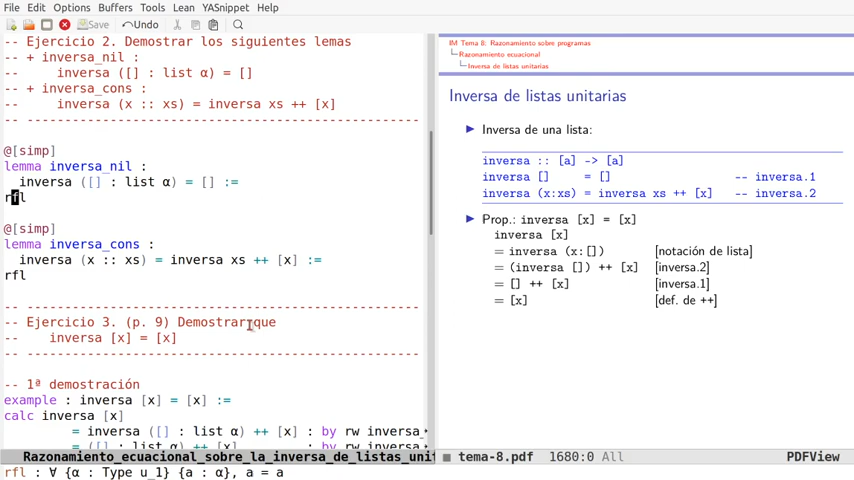 File Edit Options Buffers Tools Lean YASnippet Help
Save Undo
-- Ejercicio 2. Demostrar los siguientes lemas
-- + inversa_nil :
--     inversa ([] : list α) = []
-- + inversa_cons :
--     inversa (x :: xs) = inversa xs ++ [x]
-- ---------------------------------------------------
@[simp]
lemma inversa_nil :
  inversa ([] : list α) = [] :=
rfl
@[simp]
lemma inversa_cons :
  inversa (x :: xs) = inversa xs ++ [x] :=
rfl
-- ---------------------------------------------------
-- Ejercicio 3. (p. 9) Demostrar que
--     inversa [x] = [x]
-- ---------------------------------------------------
-- 1ª demostración
example : inversa [x] = [x] :=
calc inversa [x]
        = inversa ([] : list α) ++ [x] : by rw inversa_
        = ([] : list α) ++ [x]         : by rw inversa_
Razonamiento_ecuacional_sobre_la_inversa_de_listas_unit
rfl : ∀ {α : Type u_1} {a : α}, a = a
IM Tema 8: Razonamiento sobre programas
Razonamiento ecuacional
Inversa de listas unitarias
Inversa de listas unitarias
▶ Inversa de una lista:
inversa :: [a] -> [a]
inversa []     = []                -- inversa.1
inversa (x:xs) = inversa xs ++ [x] -- inversa.2
▶ Prop.: inversa [x] = [x]
inversa [x]
= inversa (x:[]) [notación de lista]
= (inversa []) ++ [x] [inversa.2]
= [] ++ [x] [inversa.1]
= [x] [def. de ++]
tema-8.pdf 1680:0 All PDFView